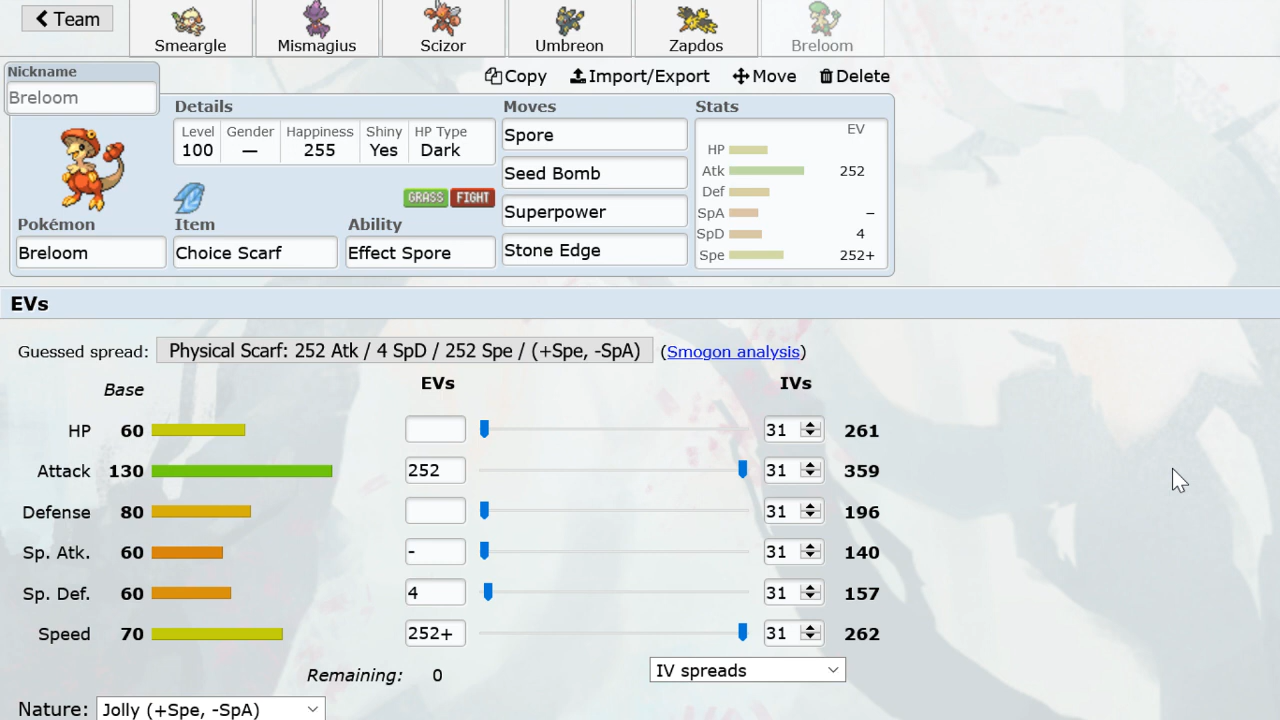 Team
Smeargle Mismagius Scizor Umbreon Zapdos Breloom
Nickname
Breloom
Copy Import/Export Move Delete
Details
Level Gender Happiness Shiny HP Type
100 — 255 Yes Dark
GRASS FIGHT
Pokémon Item Ability
Breloom Choice Scarf Effect Spore
Moves
Spore
Seed Bomb
Superpower
Stone Edge
Stats
EV
HP
Atk 252
Def
SpA –
SpD 4
Spe 252+
EVs
Guessed spread: Physical Scarf: 252 Atk / 4 SpD / 252 Spe / (+Spe, -SpA) (Smogon analysis)
Base EVs IVs
HP 60 31 261
Attack 130 252 31 359
Defense 80 31 196
Sp. Atk. 60 - 31 140
Sp. Def. 60 4 31 157
Speed 70 252+ 31 262
Remaining: 0 IV spreads
Nature: Jolly (+Spe, -SpA)